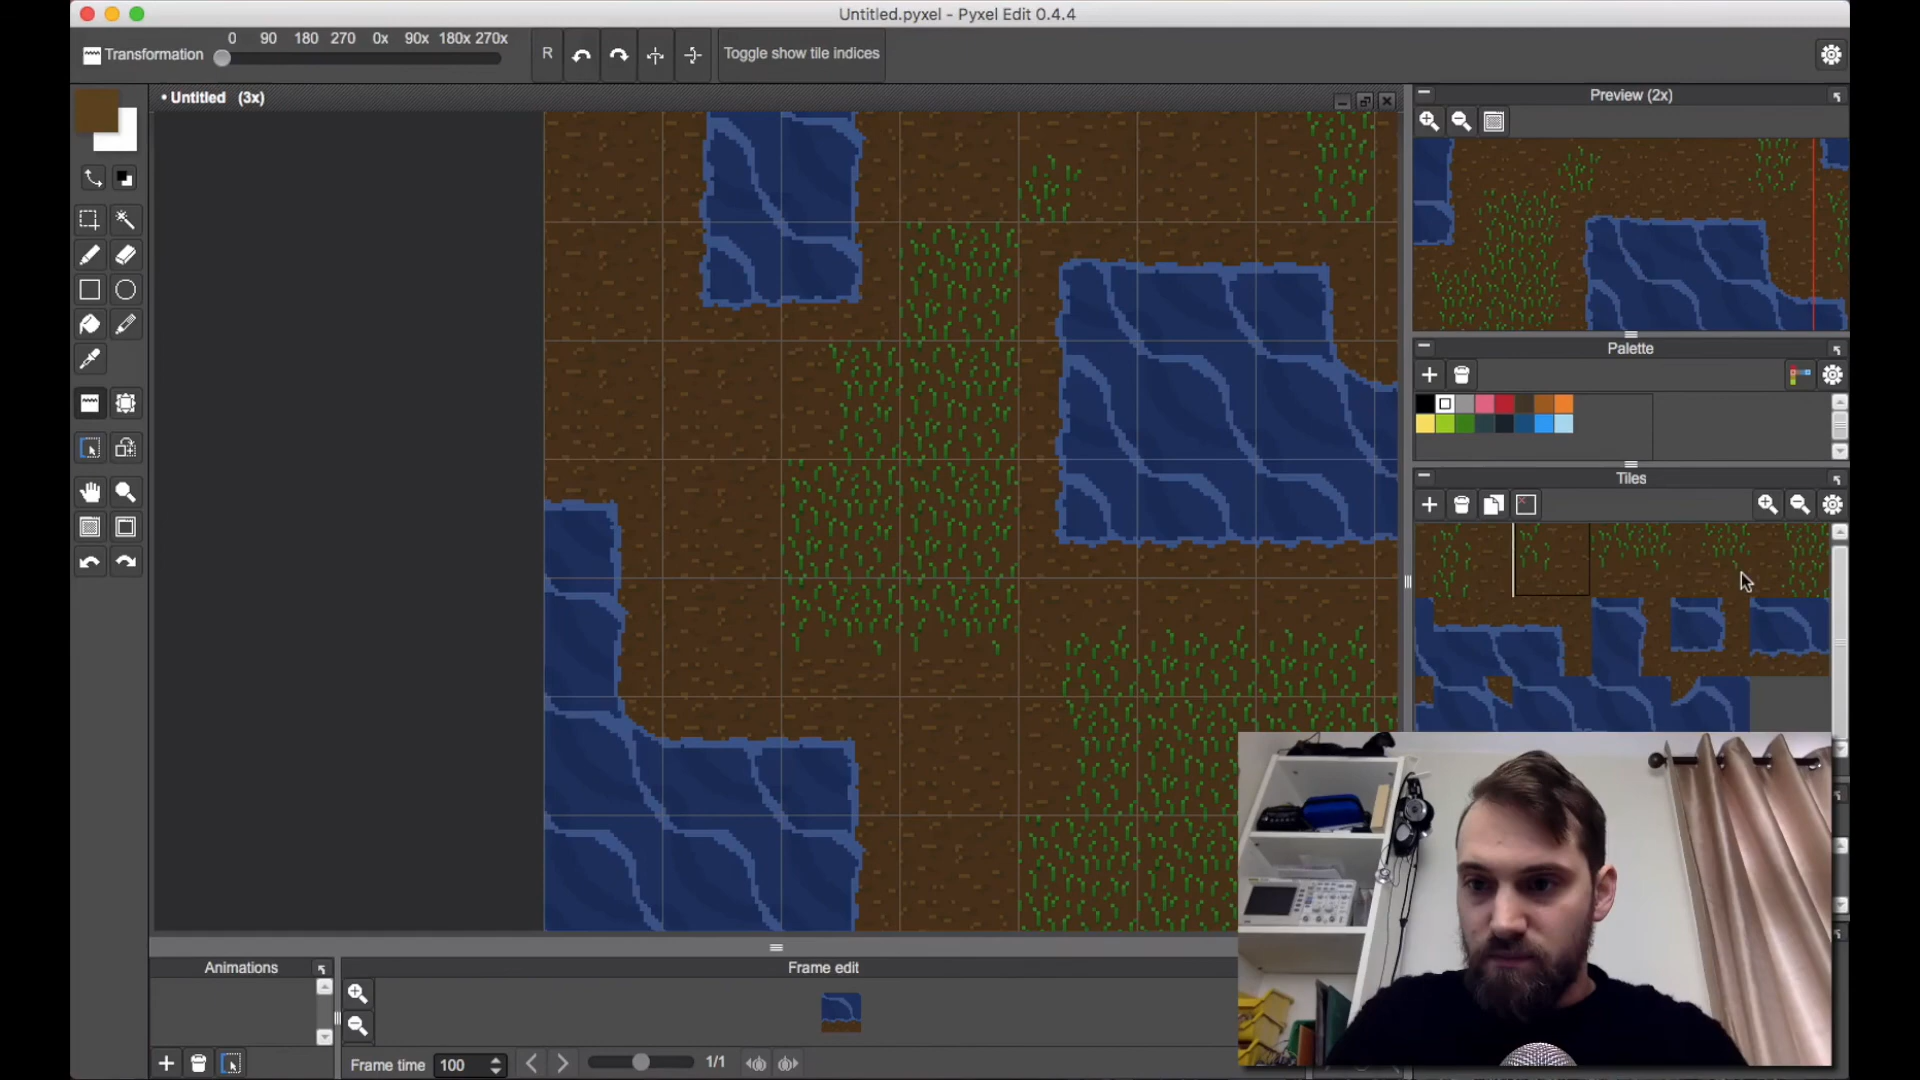 Untitled.pyxel - Pyxel Edit 0.4.4
Transformation
0 90 180 270 0x 90x 180x 270x
R
Toggle show tile indices
• Untitled (3x)
Preview (2x)
Palette
Tiles
Animations
Frame edit
Frame time 100
1/1